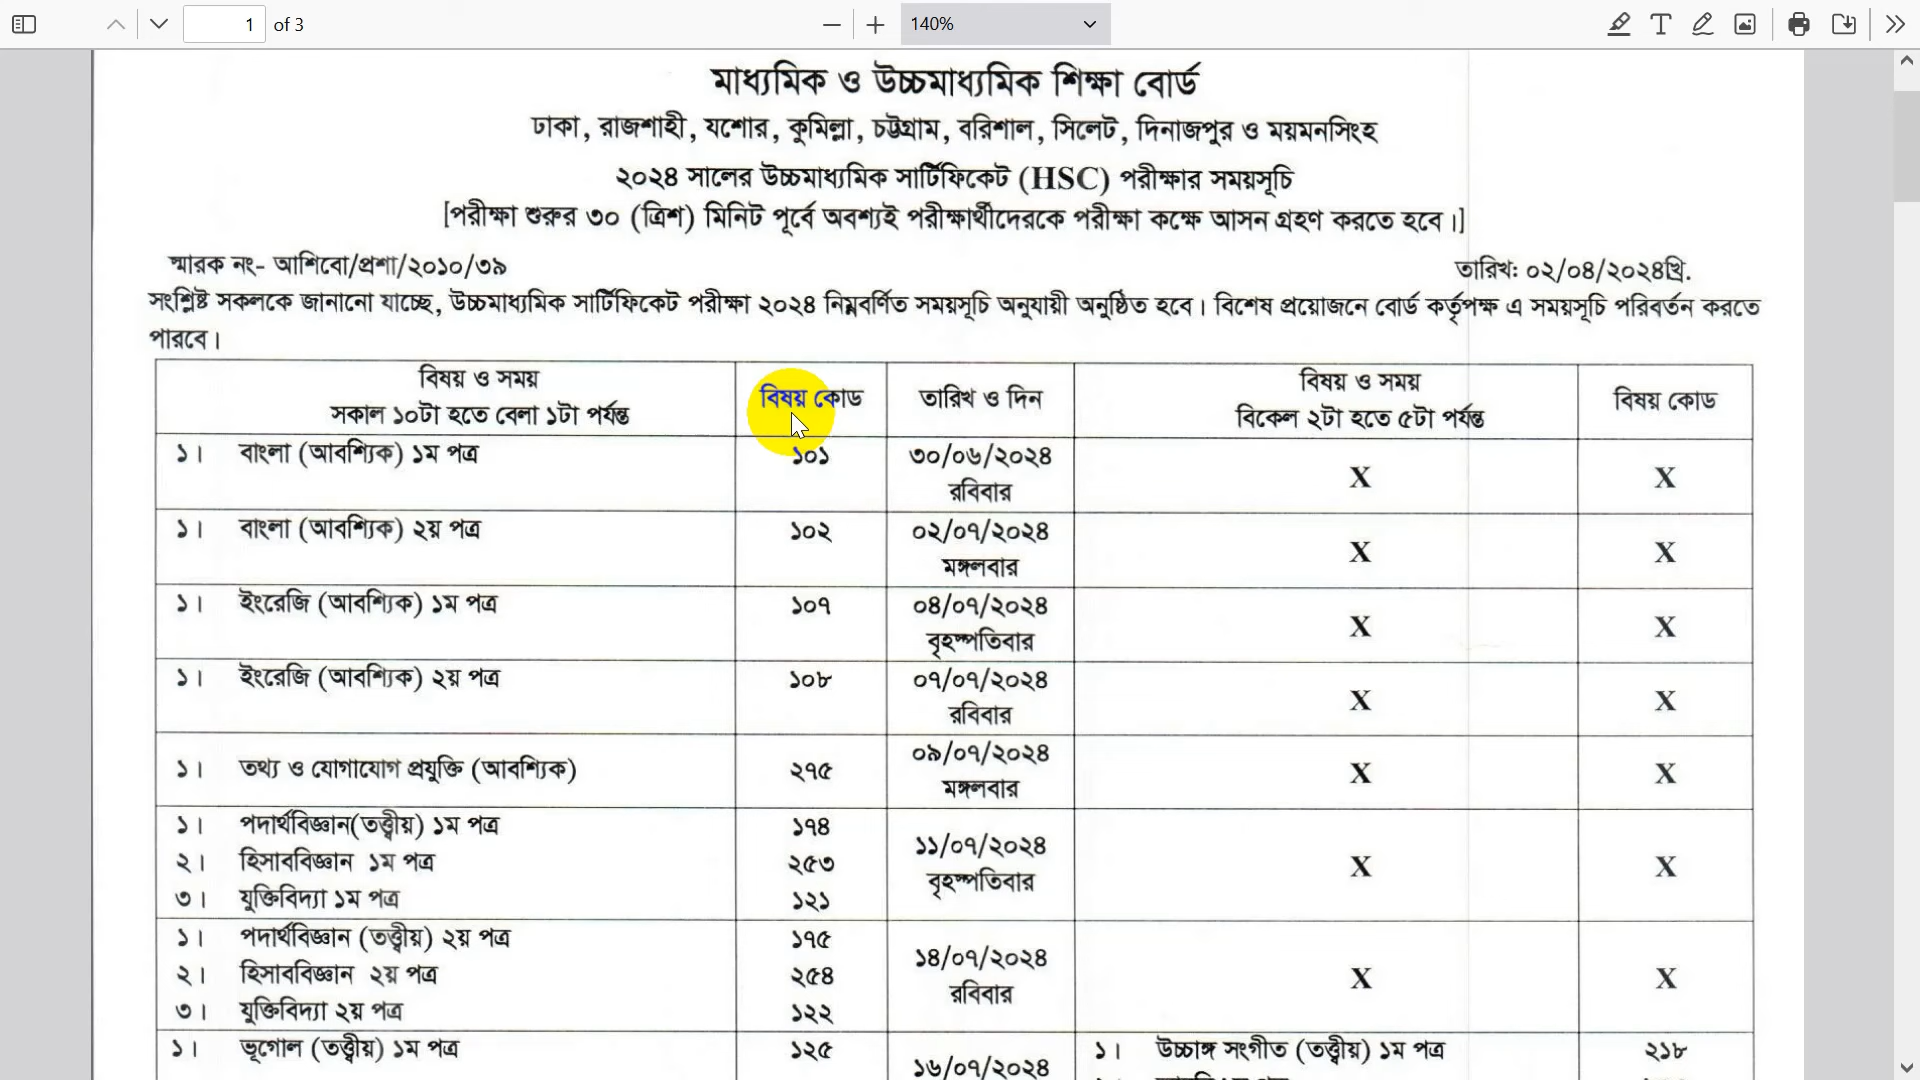 1 of 3 140%
মাধ্যমিক ও উচ্চমাধ্যমিক শিক্ষা বোর্ড
ঢাকা, রাজশাহী, যশোর, কুমিল্লা, চট্টগ্রাম, বরিশাল, সিলেট, দিনাজপুর ও ময়মনসিংহ
২০২৪ সালের উচ্চমাধ্যমিক সার্টিফিকেট (HSC) পরীক্ষার সময়সূচি
[পরীক্ষা শুরুর ৩০ (ত্রিশ) মিনিট পূর্বে অবশ্যই পরীক্ষার্থীদেরকে পরীক্ষা কক্ষে আসন গ্রহণ করতে হবে।]
স্মারক নং- আশিবো/প্রশা/২০১০/৩৯ তারিখ: ০২/০৪/২০২৪খ্রি.
সংশ্লিষ্ট সকলকে জানানো যাচ্ছে, উচ্চমাধ্যমিক সার্টিফিকেট পরীক্ষা ২০২৪ নিম্নবর্ণিত সময়সূচি অনুযায়ী অনুষ্ঠিত হবে। বিশেষ প্রয়োজনে বোর্ড কর্তৃপক্ষ এ সময়সূচি পরিবর্তন করতে
পারবে।
বিষয় ও সময় বিষয় কোড তারিখ ও দিন বিষয় ও সময় বিষয় কোড
সকাল ১০টা হতে বেলা ১টা পর্যন্ত বিকেল ২টা হতে ৫টা পর্যন্ত
১। বাংলা (আবশ্যিক) ১ম পত্র ১০১ ৩০/০৬/২০২৪ X X
রবিবার
১। বাংলা (আবশ্যিক) ২য় পত্র ১০২ ০২/০৭/২০২৪ X X
মঙ্গলবার
১। ইংরেজি (আবশ্যিক) ১ম পত্র ১০৭ ০৪/০৭/২০২৪ X X
বৃহস্পতিবার
১। ইংরেজি (আবশ্যিক) ২য় পত্র ১০৮ ০৭/০৭/২০২৪ X X
রবিবার
১। তথ্য ও যোগাযোগ প্রযুক্তি (আবশ্যিক) ২৭৫ ০৯/০৭/২০২৪ X X
মঙ্গলবার
১। পদার্থবিজ্ঞান(তত্ত্বীয়) ১ম পত্র ১৭৪ ১১/০৭/২০২৪ X X
২। হিসাববিজ্ঞান ১ম পত্র ২৫৩ বৃহস্পতিবার
৩। যুক্তিবিদ্যা ১ম পত্র ১২১
১। পদার্থবিজ্ঞান (তত্ত্বীয়) ২য় পত্র ১৭৫ ১৪/০৭/২০২৪ X X
২। হিসাববিজ্ঞান ২য় পত্র ২৫৪ রবিবার
৩। যুক্তিবিদ্যা ২য় পত্র ১২২
১। ভূগোল (তত্ত্বীয়) ১ম পত্র ১২৫ ১৬/০৭/২০২৪ ১। উচ্চাঙ্গ সংগীত (তত্ত্বীয়) ১ম পত্র ২১৮